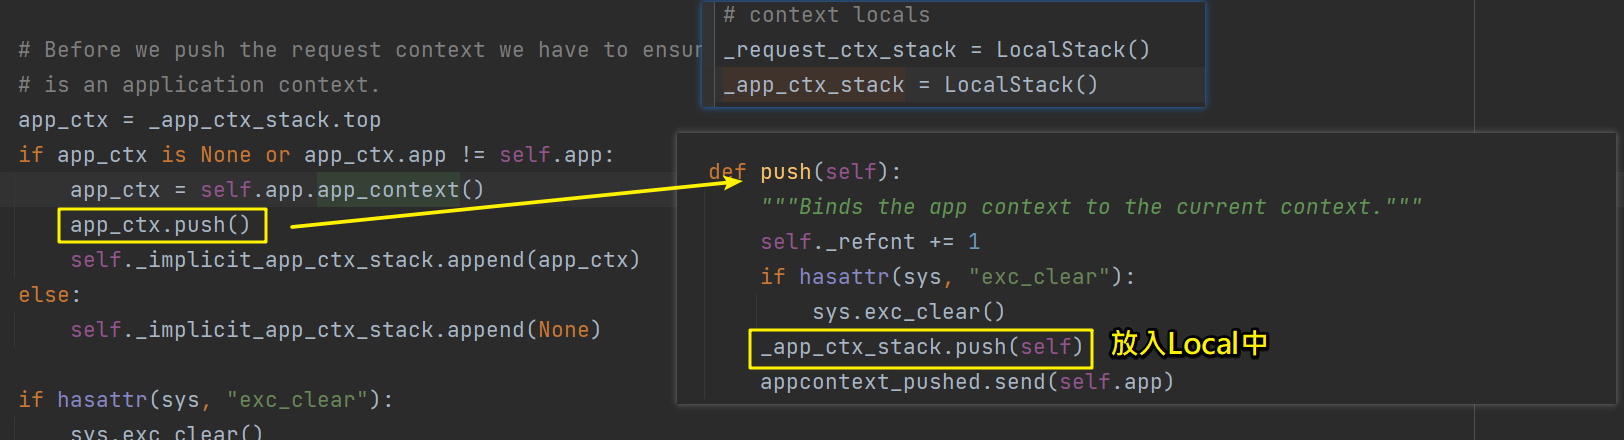 # Before we push the request context we have to ensur
# is an application context.
app_ctx = _app_ctx_stack.top
if app_ctx is None or app_ctx.app != self.app:
    app_ctx = self.app.app_context()
    app_ctx.push()
    self._implicit_app_ctx_stack.append(app_ctx)
else:
    self._implicit_app_ctx_stack.append(None)
if hasattr(sys, "exc_clear"):
    sys.exc_clear()
# context locals
_request_ctx_stack = LocalStack()
_app_ctx_stack = LocalStack()
def push(self):
    """Binds the app context to the current context."""
    self._refcnt += 1
    if hasattr(sys, "exc_clear"):
        sys.exc_clear()
    _app_ctx_stack.push(self)
放入Local中
    appcontext_pushed.send(self.app)